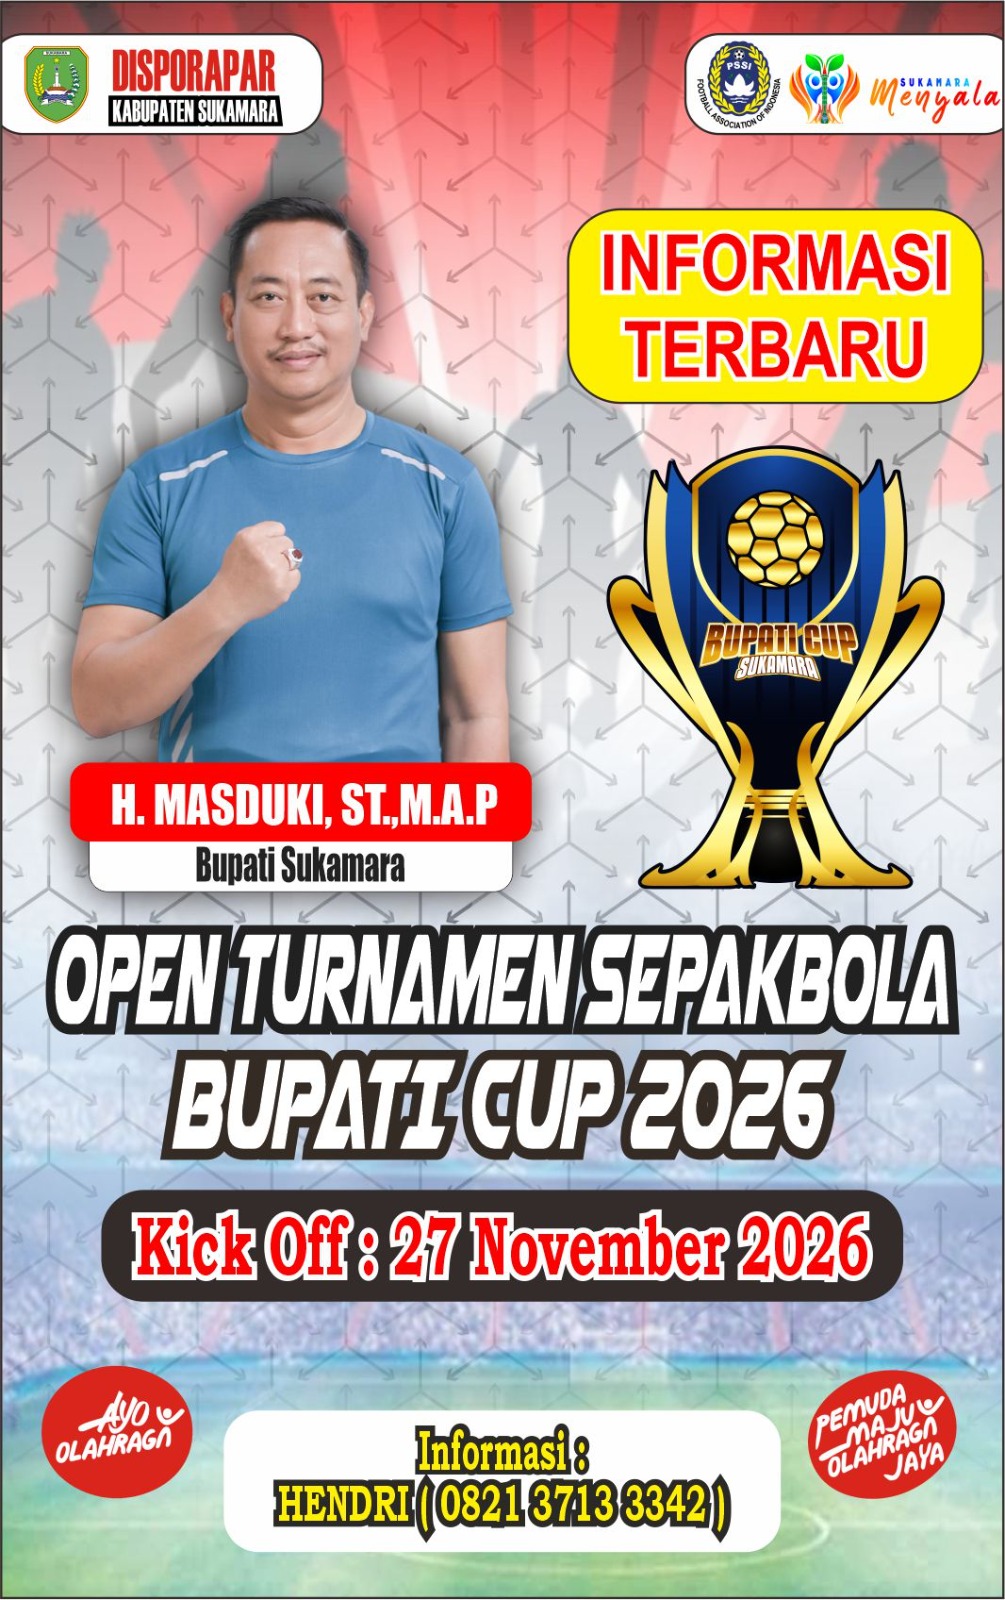 DISPORAPAR
KABUPATEN SUKAMARA
PSSI
FOOTBALL ASSOCIATION OF INDONESIA
SUKAMARA
Menyala
INFORMASI
TERBARU
BUPATI CUP
SUKAMARA
H. MASDUKI, ST.,M.A.P
Bupati Sukamara
OPEN TURNAMEN SEPAKBOLA
BUPATI CUP 2026
Kick Off : 27 November 2026
AYO
OLAHRAGA
PEMUDA
MAJU
OLAHRAGA
JAYA
Informasi :
HENDRI ( 0821 3713 3342 )